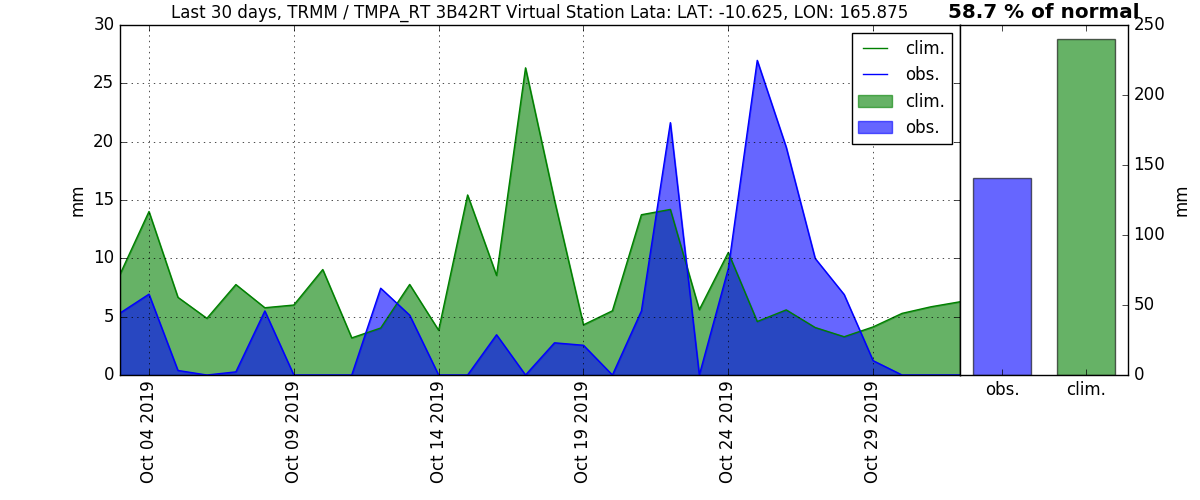 Last 30 days, TRMM / TMPA_RT 3B42RT Virtual Station Lata: LAT: -10.625, LON: 165.875
58.7 % of normal
30
25
20
15
10
5
0
mm
clim.
obs.
clim.
obs.
Oct 04 2019
Oct 09 2019
Oct 14 2019
Oct 19 2019
Oct 24 2019
Oct 29 2019
250
200
150
100
50
0
mm
obs.
clim.